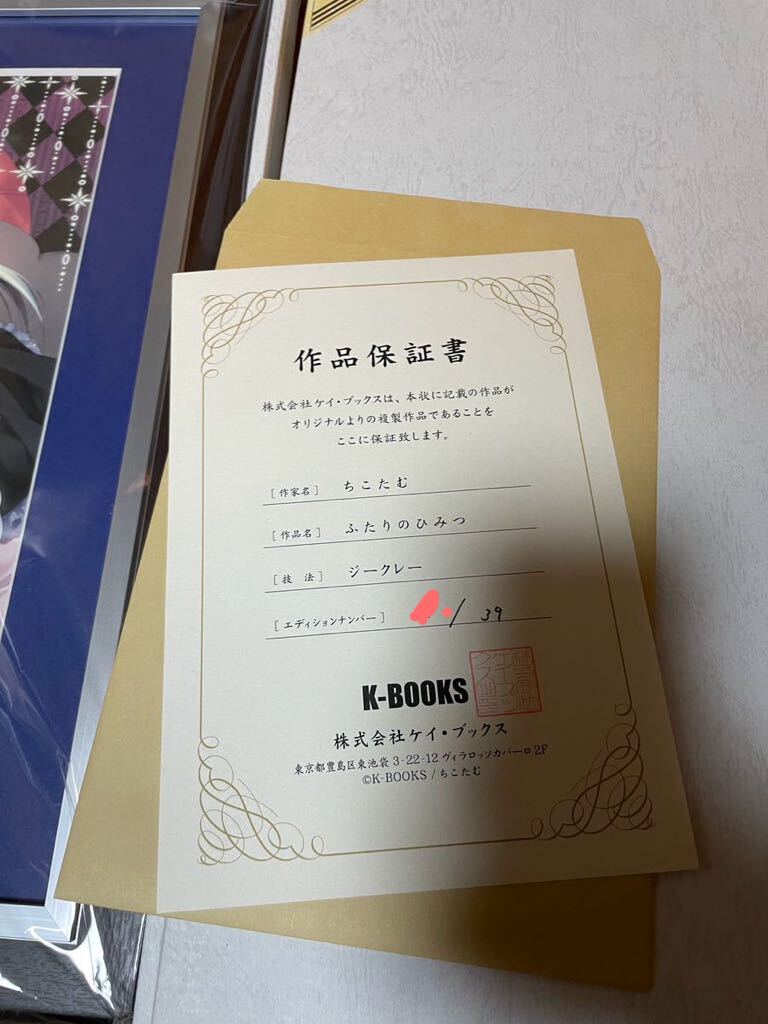 作品保証書
株式会社ケイ・ブックスは、本状に記載の作品が
オリジナルよりの複製作品であることを
ここに保証致します。
［作家名］ ちこたむ
［作品名］ ふたりのひみつ
［技　法］ ジークレー
［エディションナンバー］ / 39
K-BOOKS
株式会社ケイ・ブックス
東京都豊島区東池袋 3-22-12 ヴィラロッソカバーロ 2F
©K-BOOKS / ちこたむ